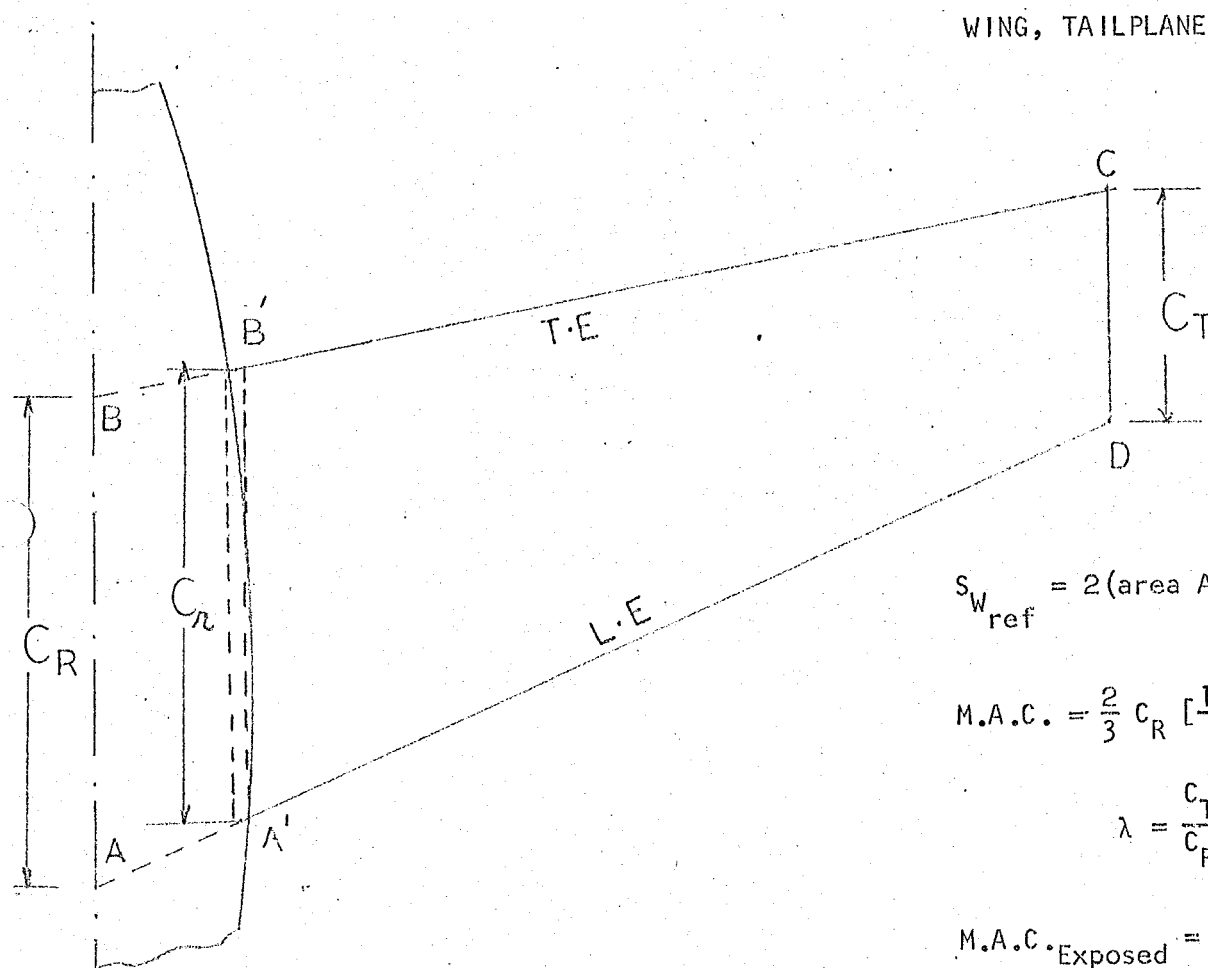 WING, TAILPLANE
C
B'
T.E
C_T
B
D
C_r
L.E
S_W_ref = 2(area A
C_R
M.A.C. = 2/3 C_R [
A
A'
λ = C_T / C_R
M.A.C._Exposed =